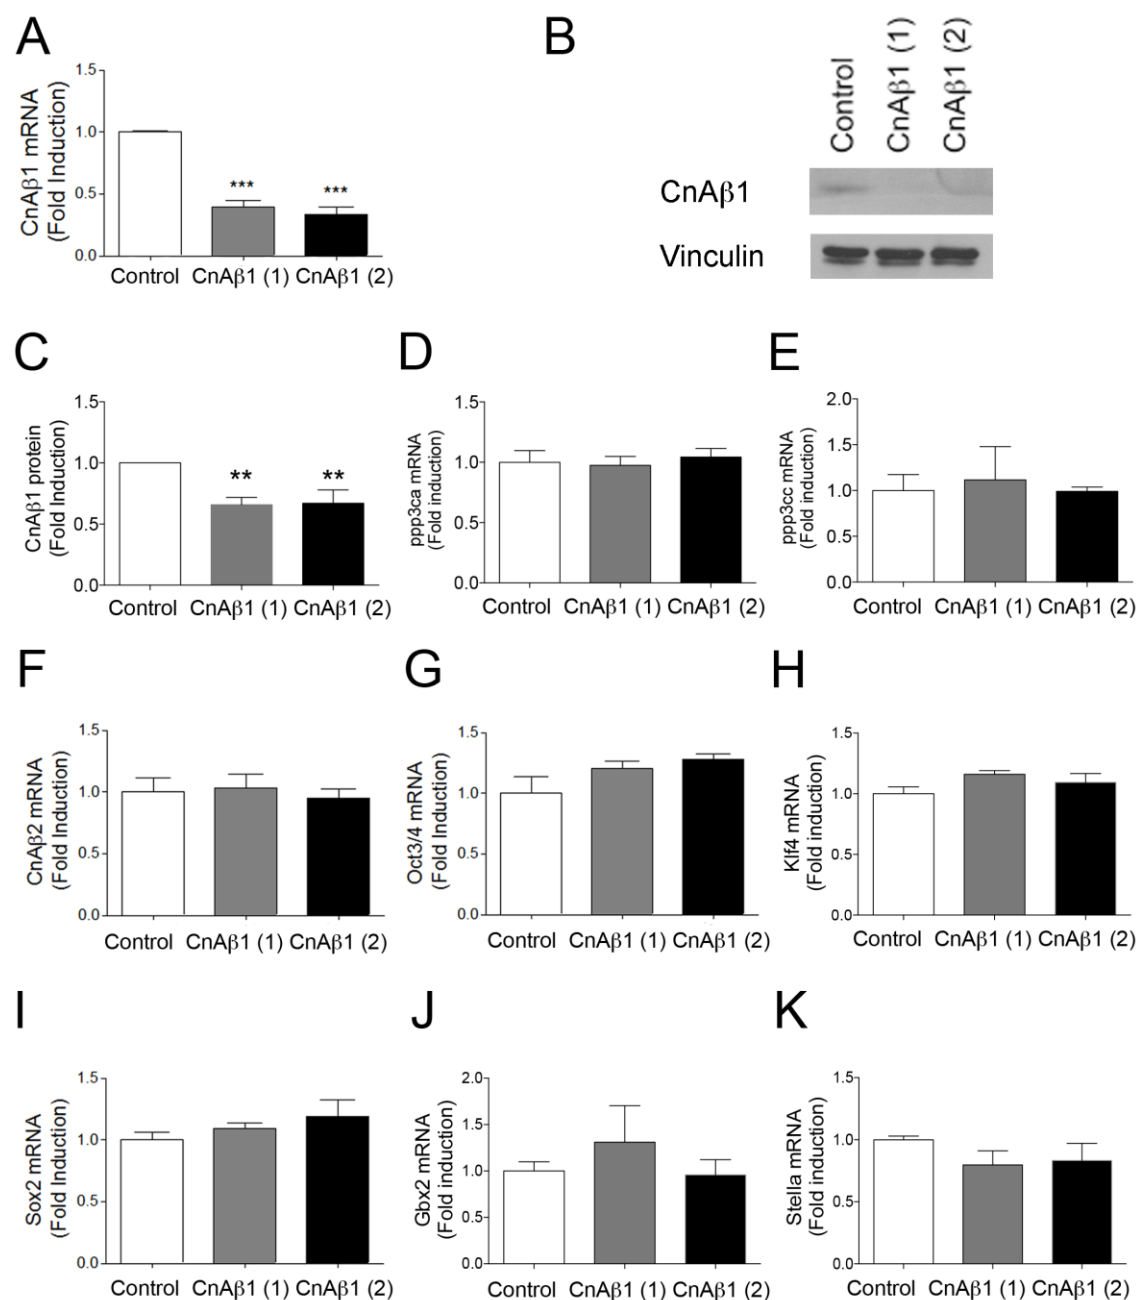 A
CnAβ1 mRNA
(Fold Induction)
1.5
1.0
0.5
0.0
***
***
Control CnAβ1 (1) CnAβ1 (2)
B
Control
CnAβ1 (1)
CnAβ1 (2)
CnAβ1
Vinculin
C
CnAβ1 protein
(Fold Induction)
1.5
1.0
0.5
0.0
**
**
Control CnAβ1 (1) CnAβ1 (2)
D
ppp3ca mRNA
(Fold induction)
1.5
1.0
0.5
0.0
Control CnAβ1 (1) CnAβ1 (2)
E
ppp3cc mRNA
(Fold induction)
2.0
1.5
1.0
0.5
0.0
Control CnAβ1 (1) CnAβ1 (2)
F
CnAβ2 mRNA
(Fold Induction)
1.5
1.0
0.5
0.0
Control CnAβ1 (1) CnAβ1 (2)
G
Oct3/4 mRNA
(Fold Induction)
1.5
1.0
0.5
0.0
Control CnAβ1 (1) CnAβ1 (2)
H
Klf4 mRNA
(Fold induction)
1.5
1.0
0.5
0.0
Control CnAβ1 (1) CnAβ1 (2)
I
Sox2 mRNA
(Fold Induction)
1.5
1.0
0.5
0.0
Control CnAβ1 (1) CnAβ1 (2)
J
Gbx2 mRNA
(Fold induction)
2.0
1.5
1.0
0.5
0.0
Control CnAβ1 (1) CnAβ1 (2)
K
Stella mRNA
(Fold induction)
1.5
1.0
0.5
0.0
Control CnAβ1 (1) CnAβ1 (2)